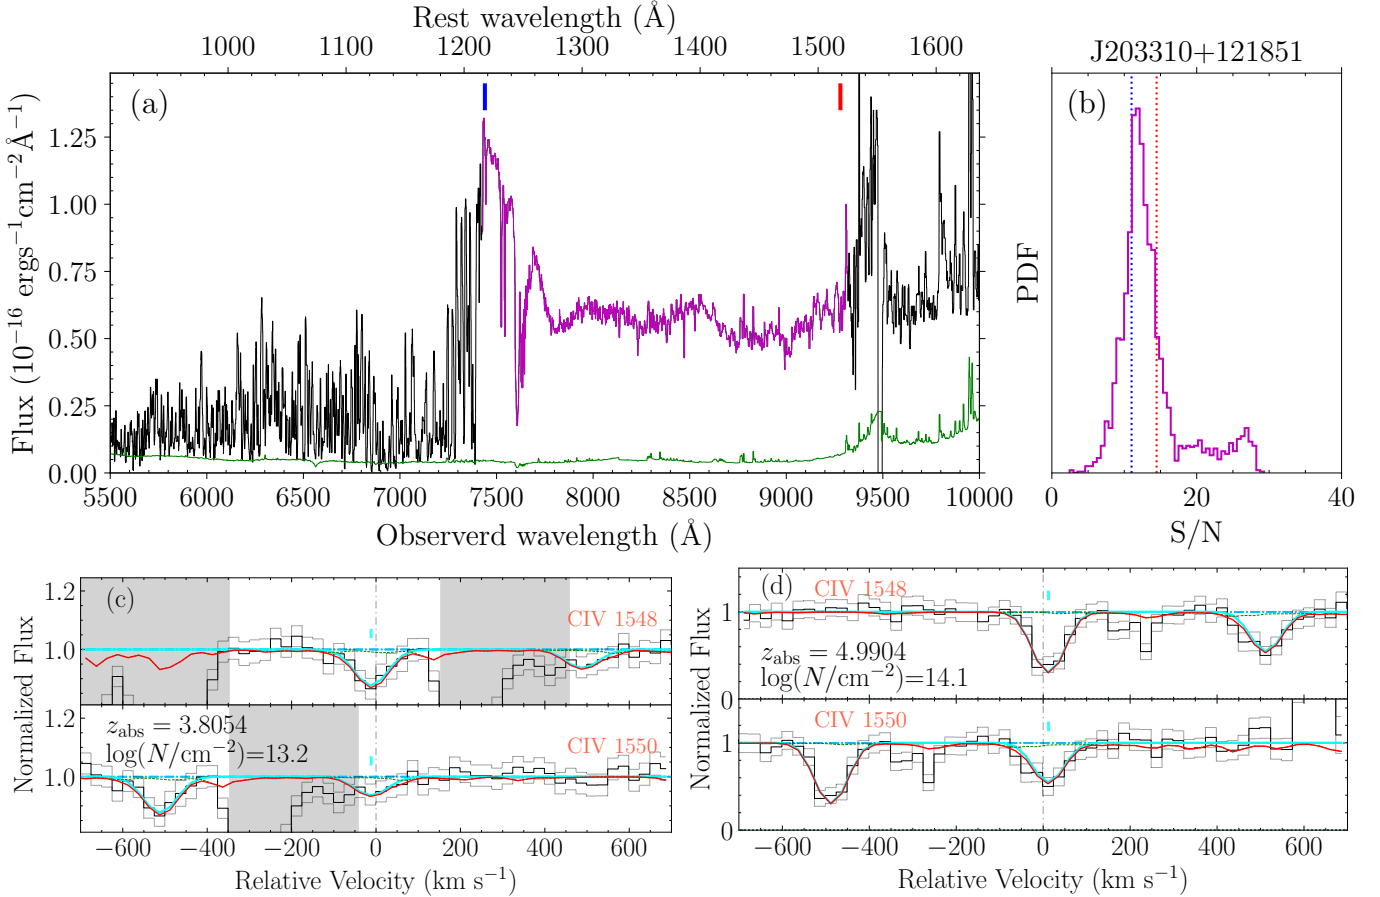 Rest wavelength (Å)
1000 1100 1200 1300 1400 1500 1600
J203310+121851
(a)
(b)
Flux (10⁻¹⁶ ergs⁻¹cm⁻²Å⁻¹)
1.25
1.00
0.75
0.50
0.25
0.00
5500 6000 6500 7000 7500 8000 8500 9000 9500 10000
Observerd wavelength (Å)
PDF
0 20 40
S/N
(c)
CIV 1548
1.2
1.0
Normalized Flux
z_abs = 3.8054
log(N/cm⁻²)=13.2
CIV 1550
1.2
1.0
−600 −400 −200 0 200 400 600
Relative Velocity (km s⁻¹)
(d)
CIV 1548
1
z_abs = 4.9904
log(N/cm⁻²)=14.1
0
Normalized Flux
CIV 1550
1
0
−600 −400 −200 0 200 400 600
Relative Velocity (km s⁻¹)